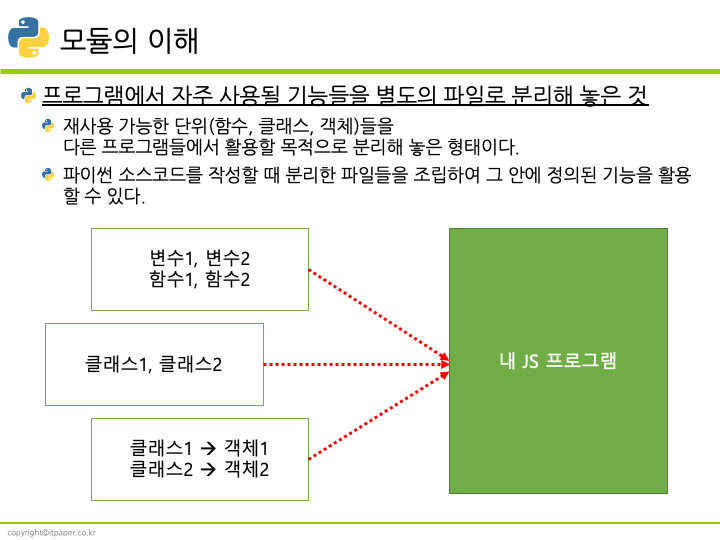 모듈의 이해
프로그램에서 자주 사용될 기능들을 별도의 파일로 분리해 놓은 것
재사용 가능한 단위(함수, 클래스, 객체)들을
다른 프로그램들에서 활용할 목적으로 분리해 놓은 형태이다.
파이썬 소스코드를 작성할 때 분리한 파일들을 조립하여 그 안에 정의된 기능을 활용
할 수 있다.
변수1, 변수2
함수1, 함수2
클래스1, 클래스2
클래스1 → 객체1
클래스2 → 객체2
내 JS 프로그램
copyright©itpaper.co.kr